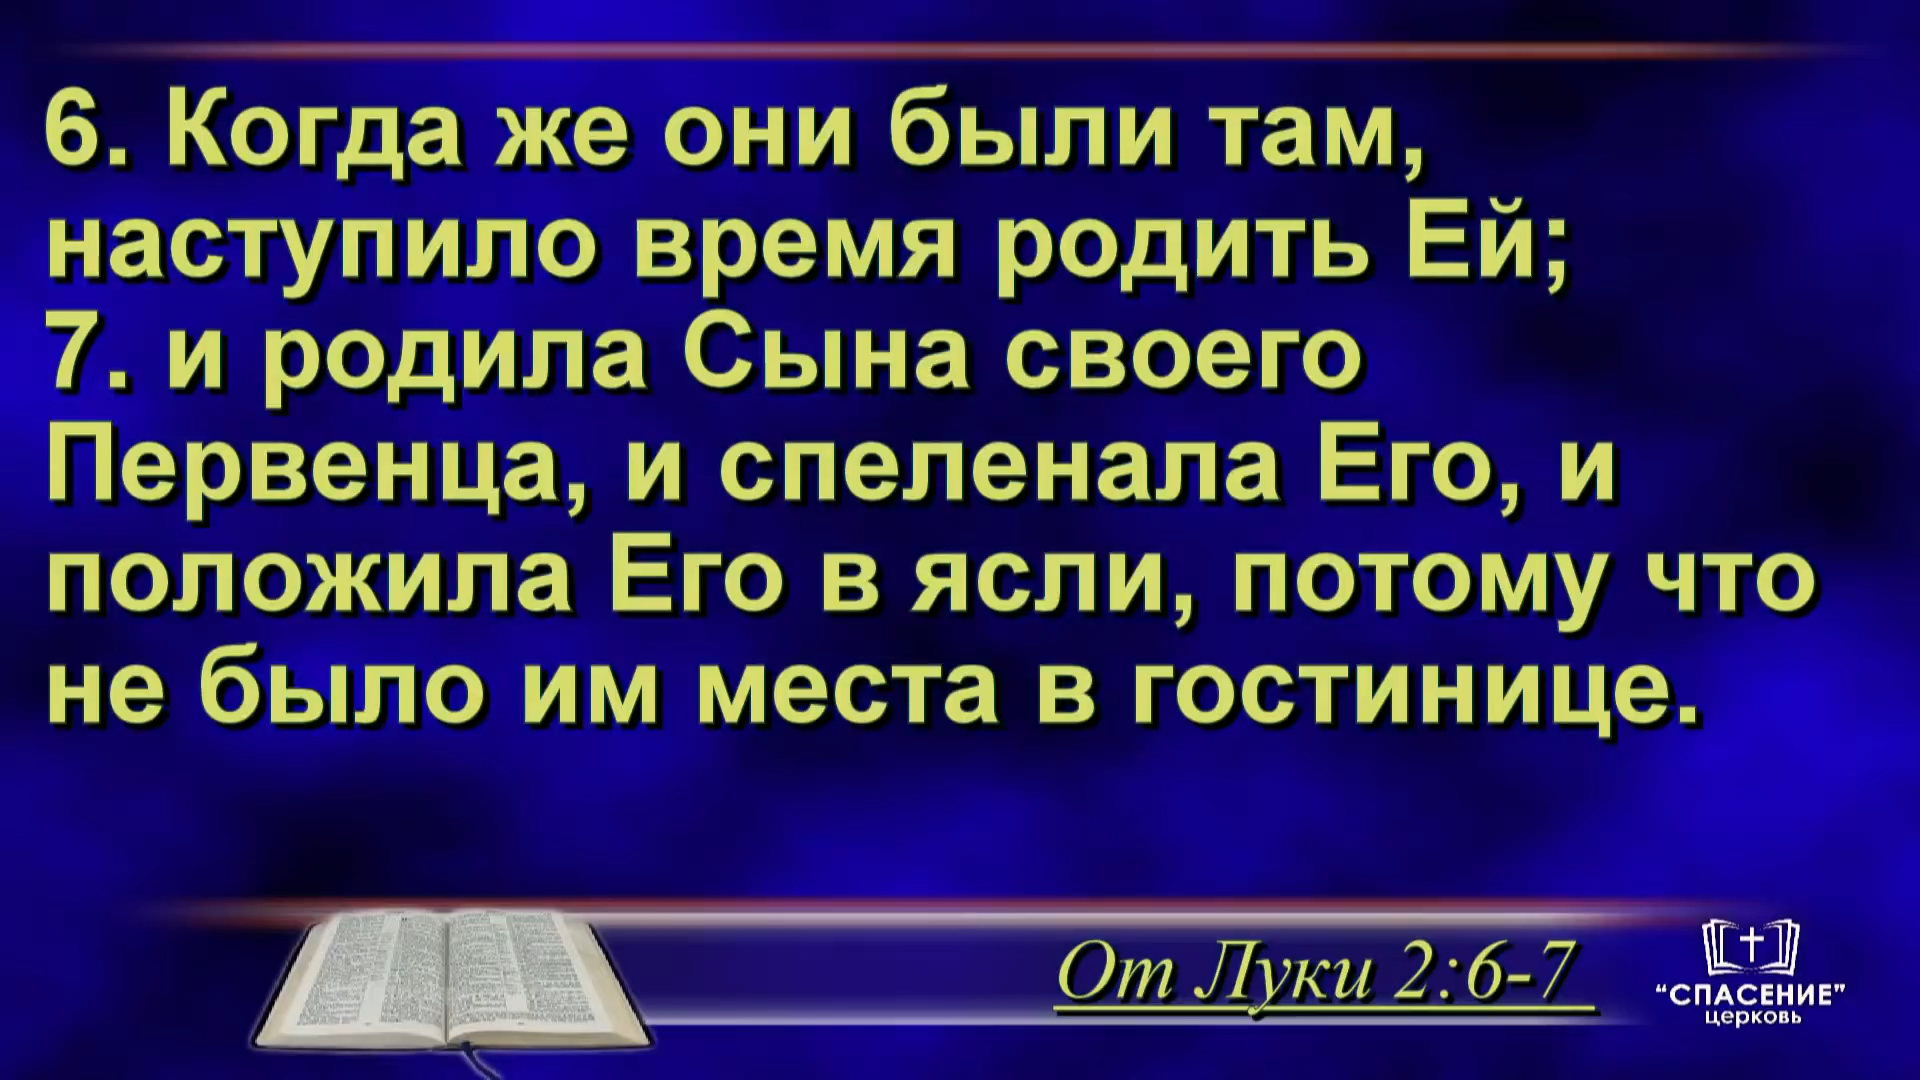 6. Когда же они были там,
наступило время родить Ей;
7. и родила Сына своего
Первенца, и спеленала Его, и
положила Его в ясли, потому что
не было им места в гостинице.
От Луки 2:6-7
“СПАСЕНИЕ”
церковь